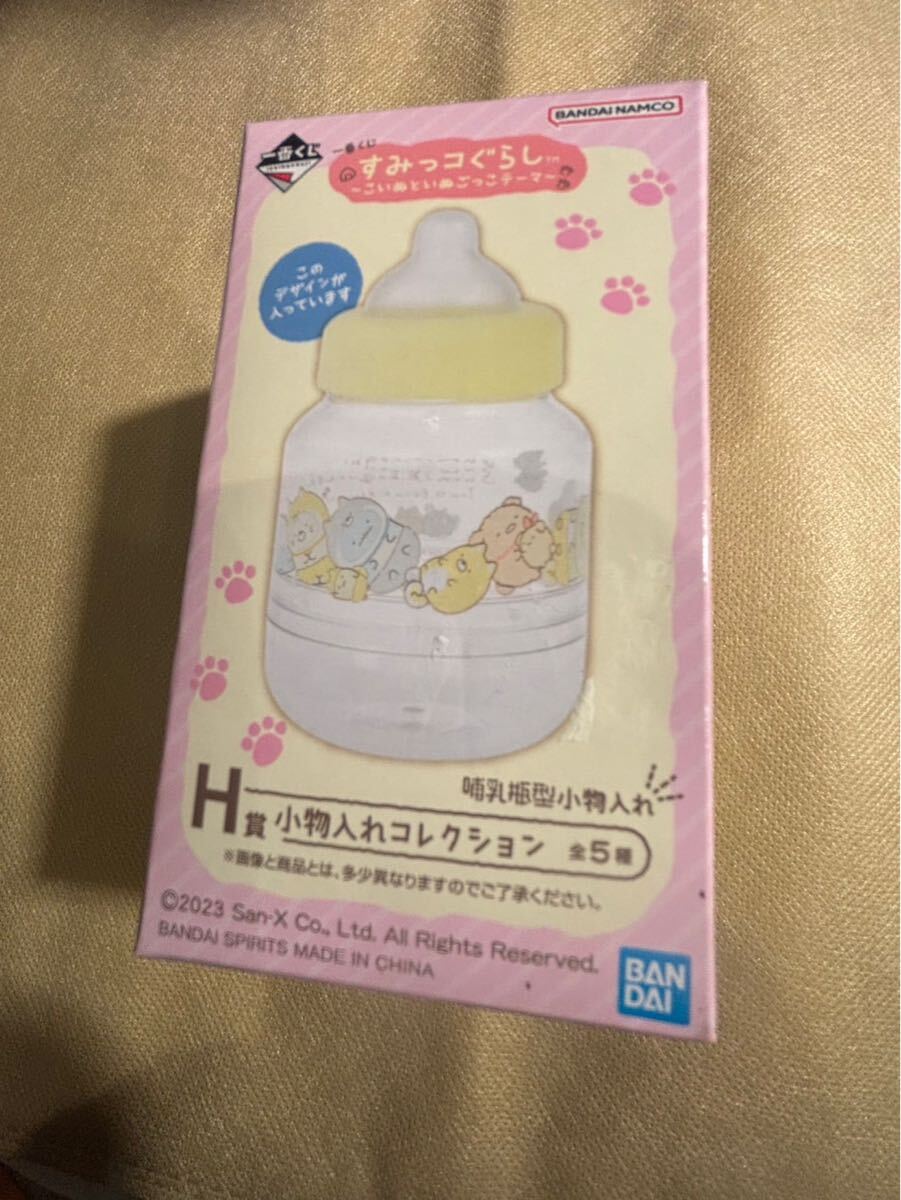 BANDAI NAMCO
一番くじ
一番くじ
すみっコぐらし™
~こいぬといぬごっこテーマ~
この
デザインが
入っています
哺乳瓶型小物入れ
H賞 小物入れコレクション 全5種
※画像と商品とは、多少異なりますのでご了承ください。
©2023 San-X Co., Ltd. All Rights Reserved.
BANDAI SPIRITS MADE IN CHINA
BAN
DAI